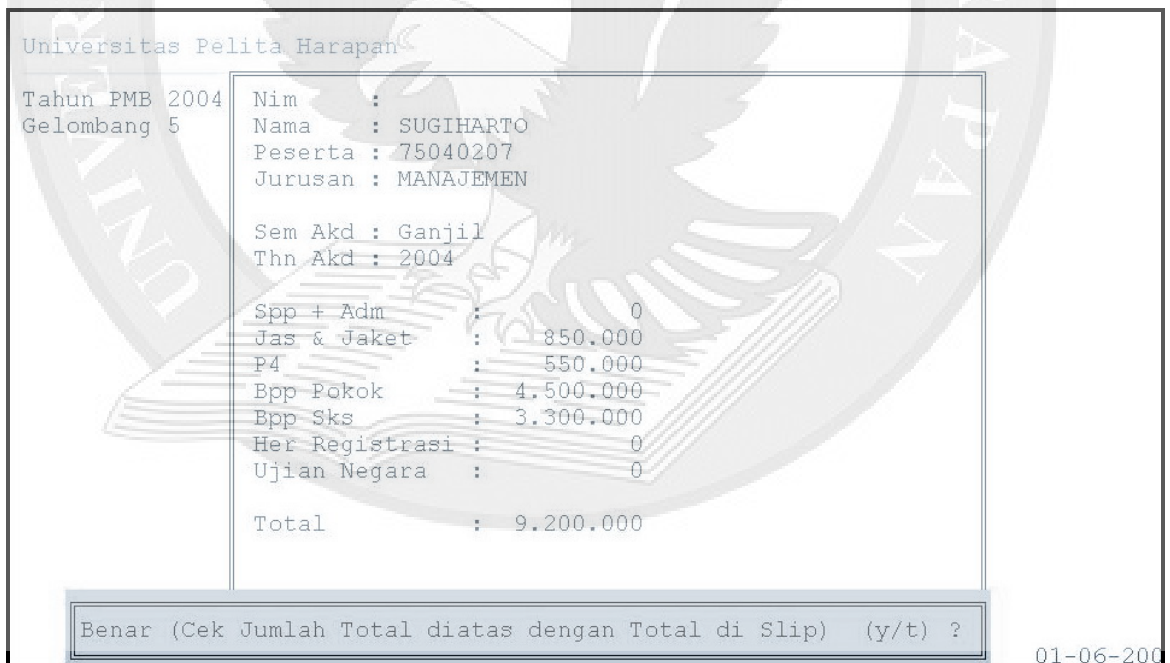 Universitas Pelita Harapan
Tahun PMB 2004
Gelombang 5
Nim :
Nama : SUGIHARTO
Peserta : 75040207
Jurusan : MANAJEMEN
Sem Akd : Ganjil
Thn Akd : 2004
Spp + Adm : 0
Jas & Jaket : 850.000
P4 : 550.000
Bpp Pokok : 4.500.000
Bpp Sks : 3.300.000
Her Registrasi : 0
Ujian Negara : 0
Total : 9.200.000
Benar (Cek Jumlah Total diatas dengan Total di Slip) (y/t) ?
01-06-200